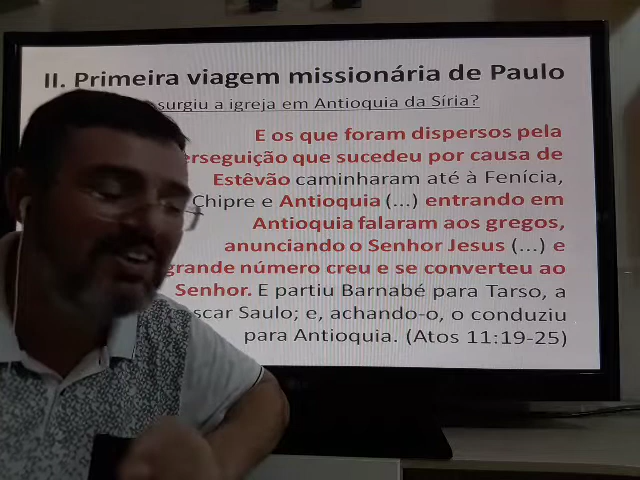 II. Primeira viagem missionária de Paulo
surgiu a igreja em Antioquia da Síria?
E os que foram dispersos pela
erseguição que sucedeu por causa de
Estêvão caminharam até à Fenícia,
Chipre e Antioquia (...) entrando em
Antioquia falaram aos gregos,
anunciando o Senhor Jesus (...) e
grande número creu e se converteu ao
Senhor. E partiu Barnabé para Tarso, a
scar Saulo; e, achando-o, o conduziu
para Antioquia. (Atos 11:19-25)